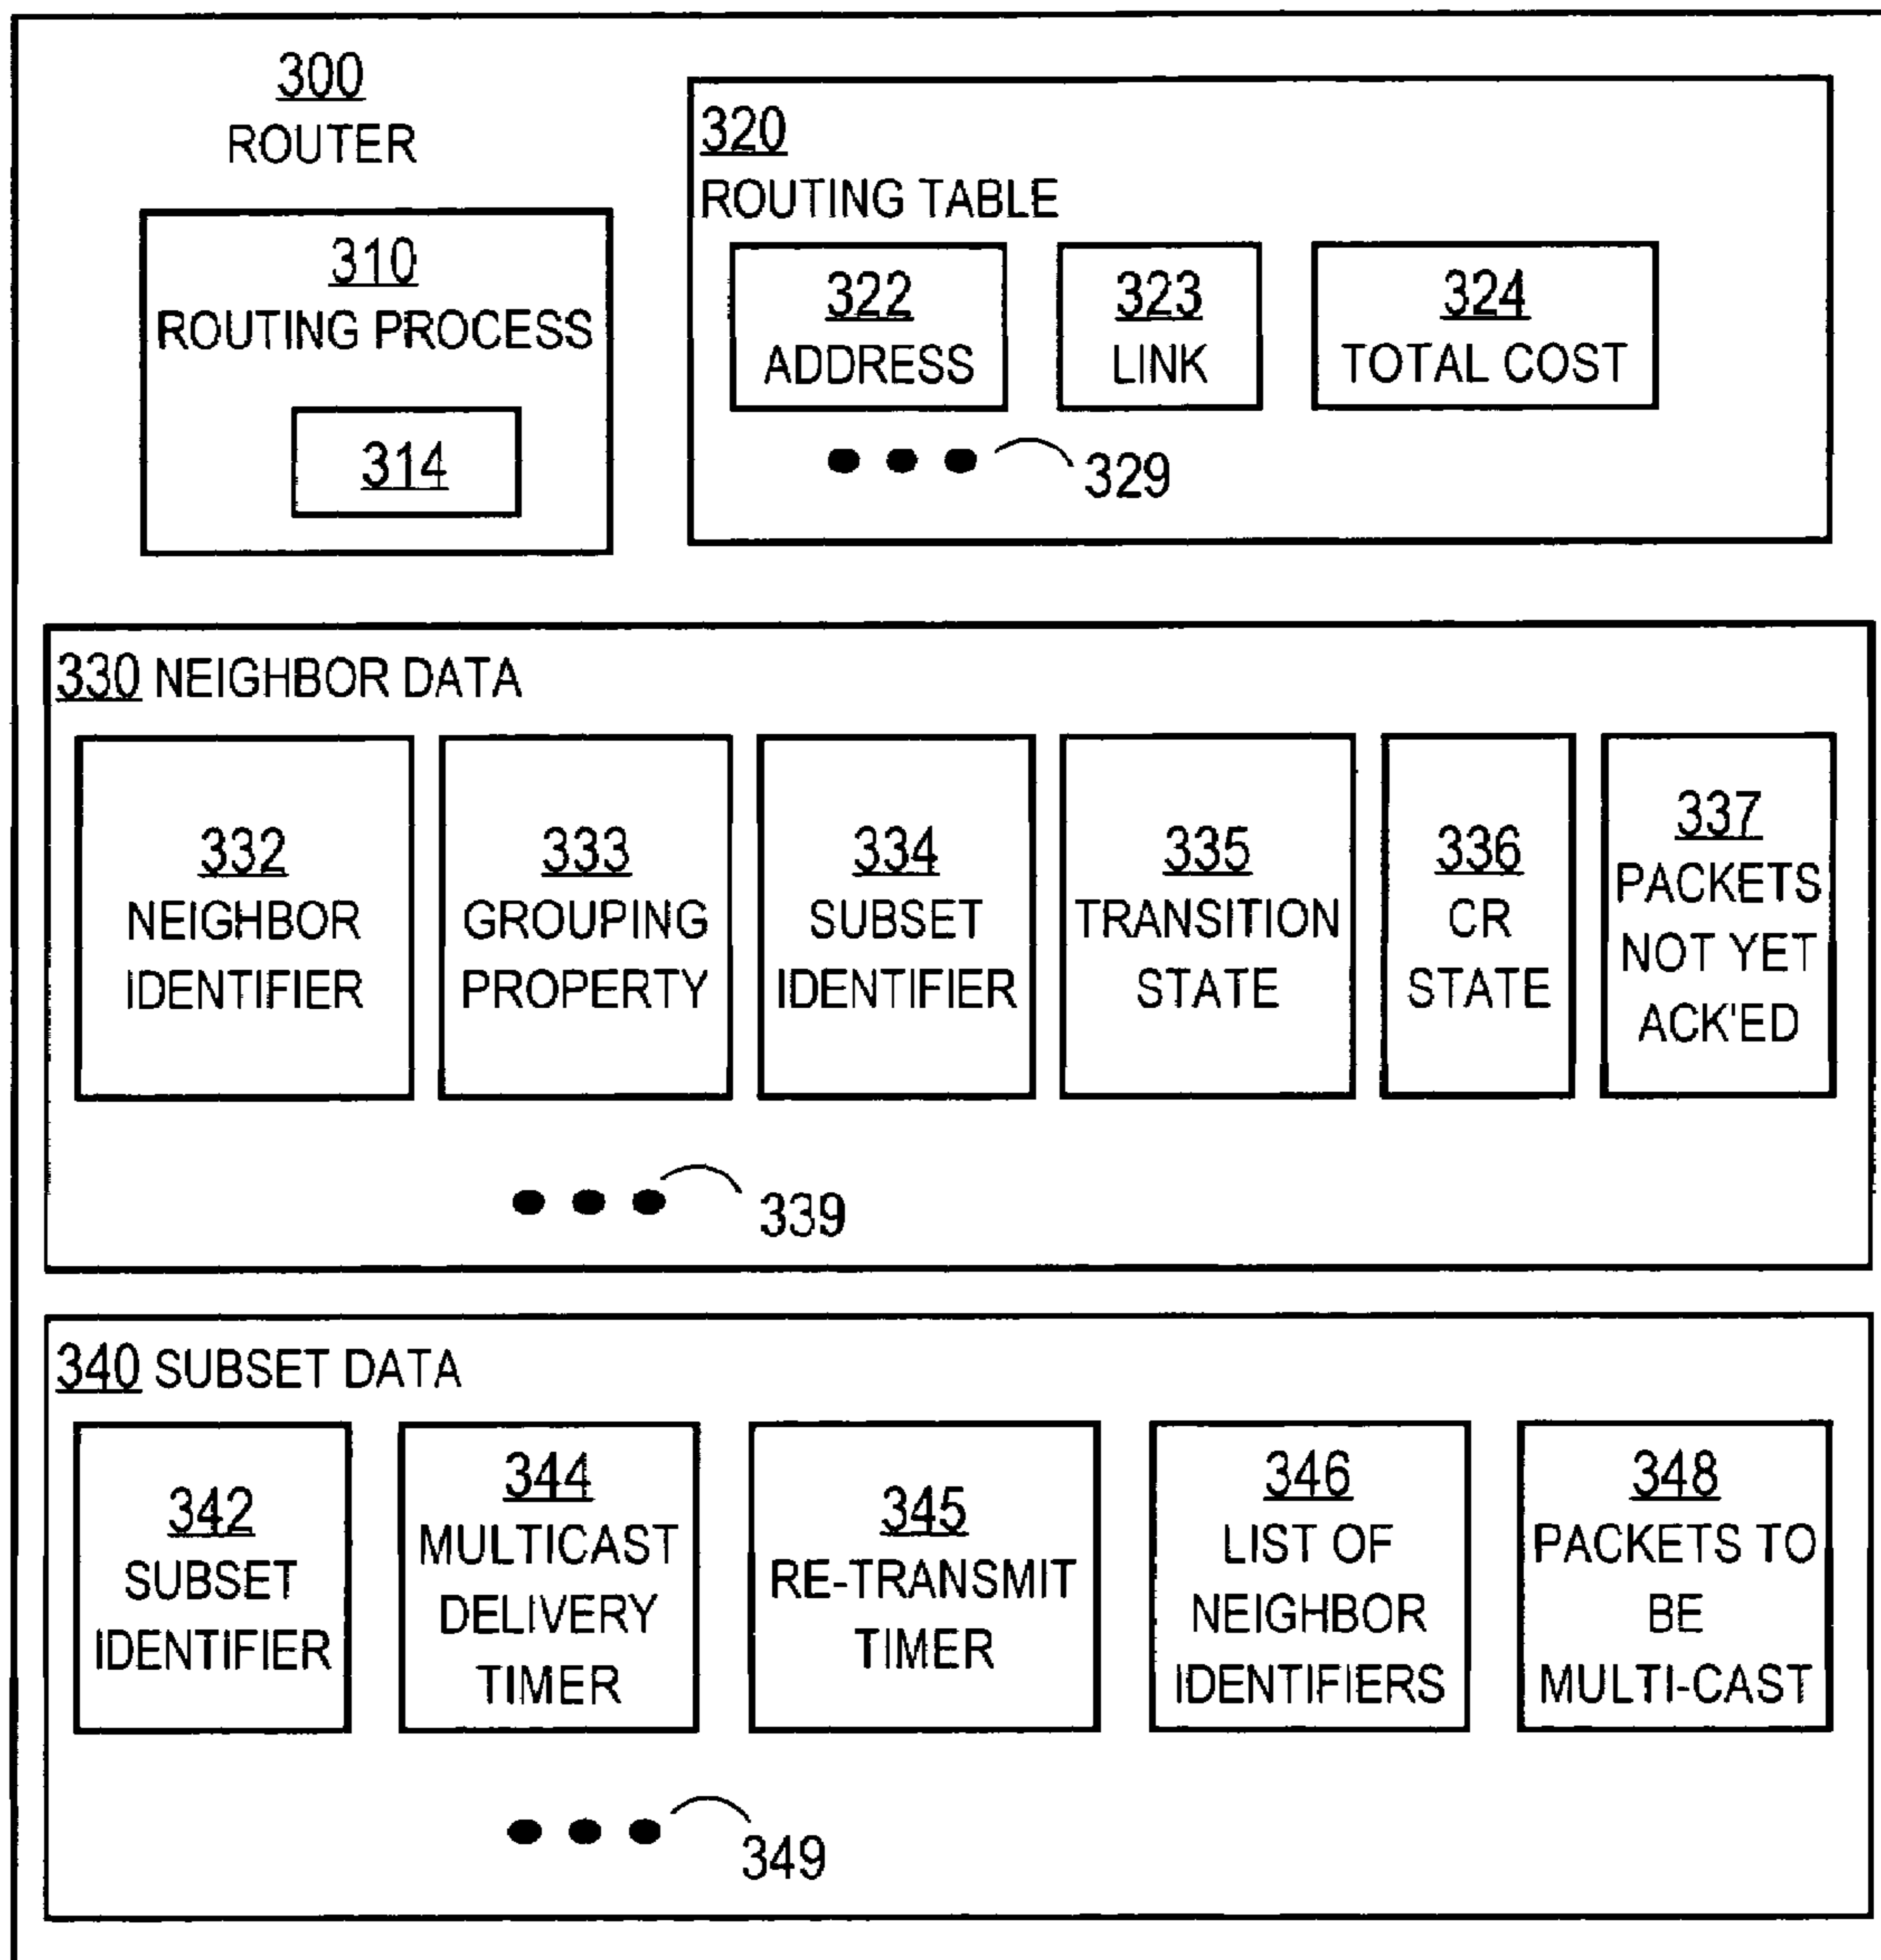 300
ROUTER
310
ROUTING PROCESS
314
320
ROUTING TABLE
322
ADDRESS
323
LINK
324
TOTAL COST
329
330 NEIGHBOR DATA
332
NEIGHBOR
IDENTIFIER
333
GROUPING
PROPERTY
334
SUBSET
IDENTIFIER
335
TRANSITION
STATE
336
CR
STATE
337
PACKETS
NOT YET
ACK'ED
339
340 SUBSET DATA
342
SUBSET
IDENTIFIER
344
MULTICAST
DELIVERY
TIMER
345
RE-TRANSMIT
TIMER
346
LIST OF
NEIGHBOR
IDENTIFIERS
348
PACKETS TO
BE
MULTI-CAST
349